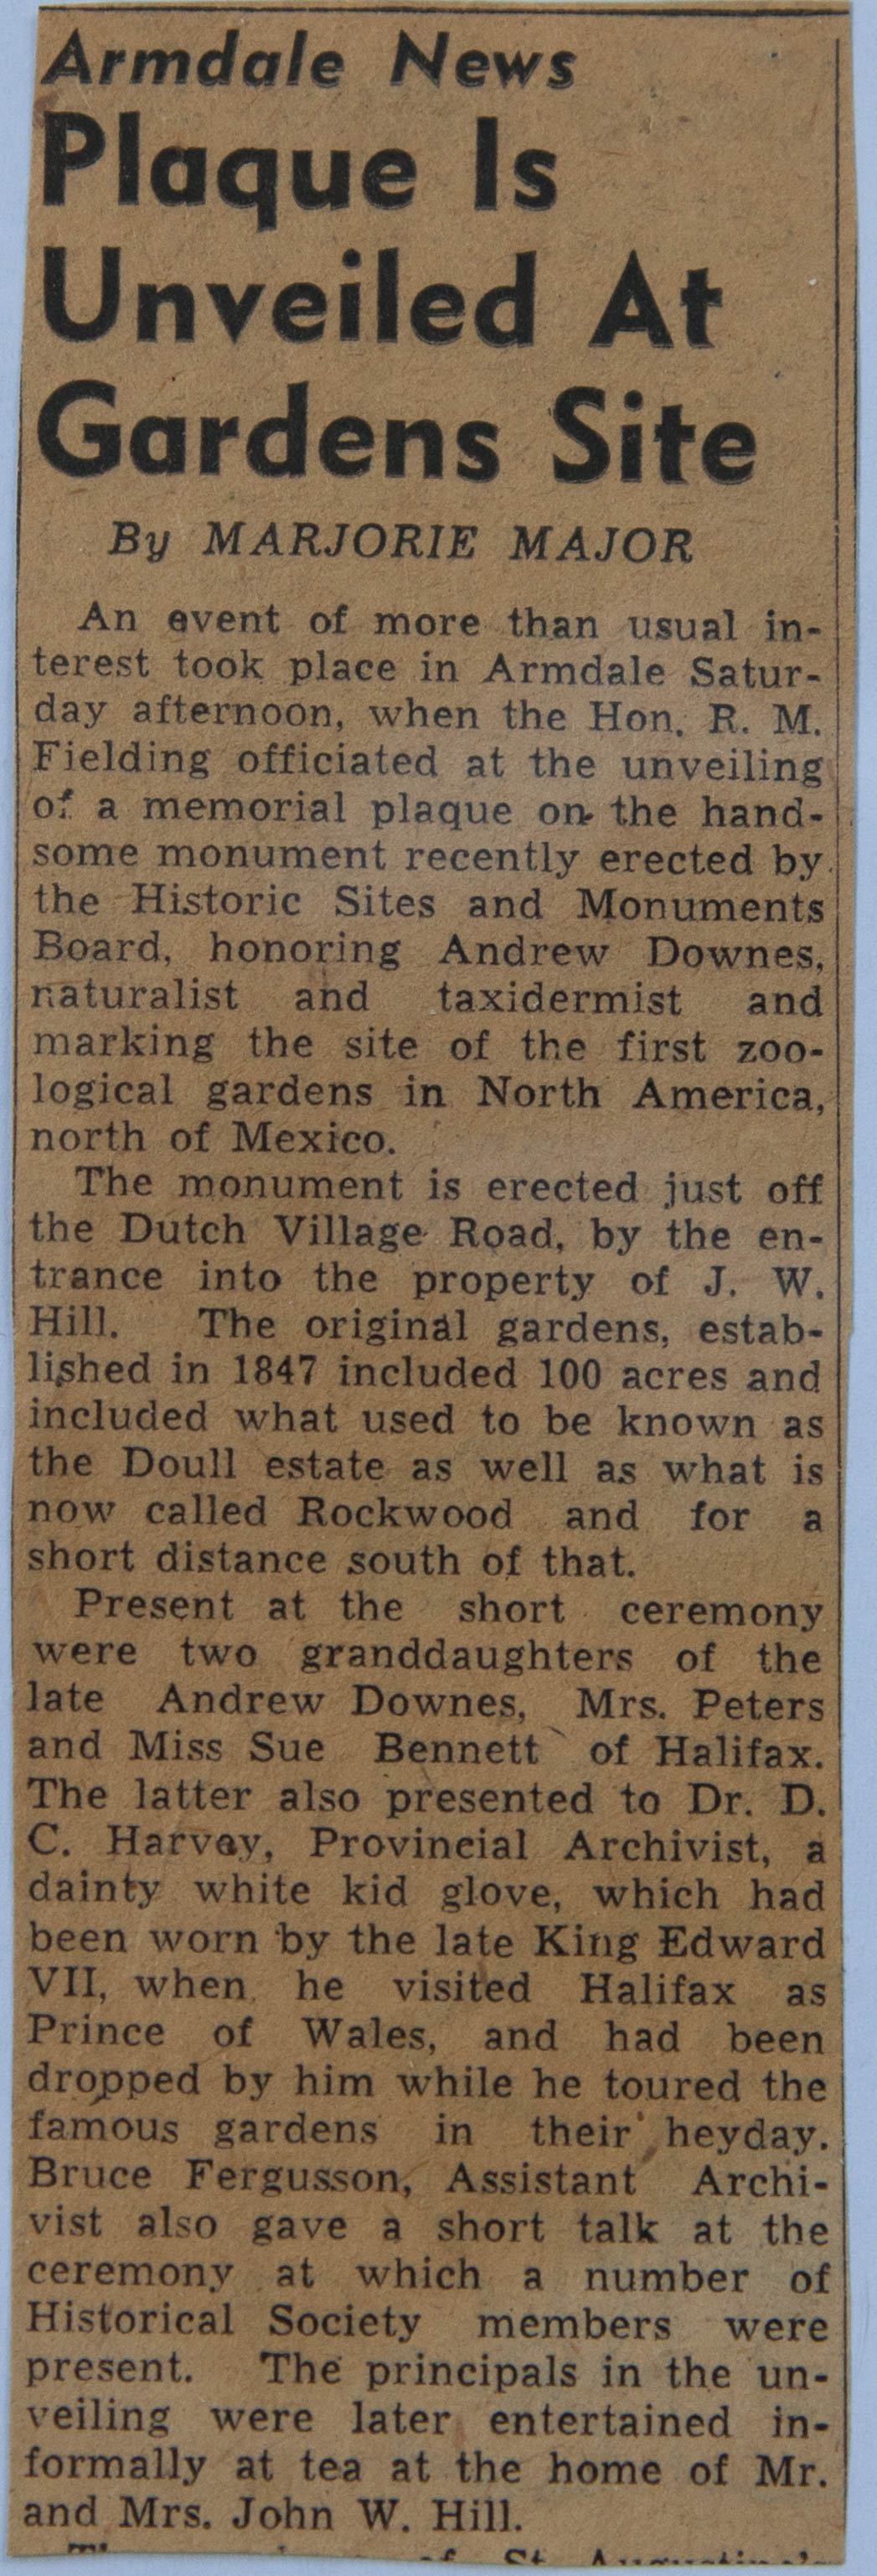 Armdale News
Plaque Is
Unveiled At
Gardens Site
By MARJORIE MAJOR
An event of more than usual in-
terest took place in Armdale Satur-
day afternoon, when the Hon. R. M.
Fielding officiated at the unveiling
of a memorial plaque on the hand-
some monument recently erected by
the Historic Sites and Monuments
Board, honoring Andrew Downes,
naturalist and taxidermist and
marking the site of the first zoo-
logical gardens in North America,
north of Mexico.
The monument is erected just off
the Dutch Village Road, by the en-
trance into the property of J. W.
Hill. The original gardens, estab-
lished in 1847 included 100 acres and
included what used to be known as
the Doull estate as well as what is
now called Rockwood and for a
short distance south of that.
Present at the short ceremony
were two granddaughters of the
late Andrew Downes, Mrs. Peters
and Miss Sue Bennett of Halifax.
The latter also presented to Dr. D.
C. Harvey, Provincial Archivist, a
dainty white kid glove, which had
been worn by the late King Edward
VII, when he visited Halifax as
Prince of Wales, and had been
dropped by him while he toured the
famous gardens in their heyday.
Bruce Fergusson, Assistant Archi-
vist also gave a short talk at the
ceremony at which a number of
Historical Society members were
present. The principals in the un-
veiling were later entertained in-
formally at tea at the home of Mr.
and Mrs. John W. Hill.
of St. Augustine's